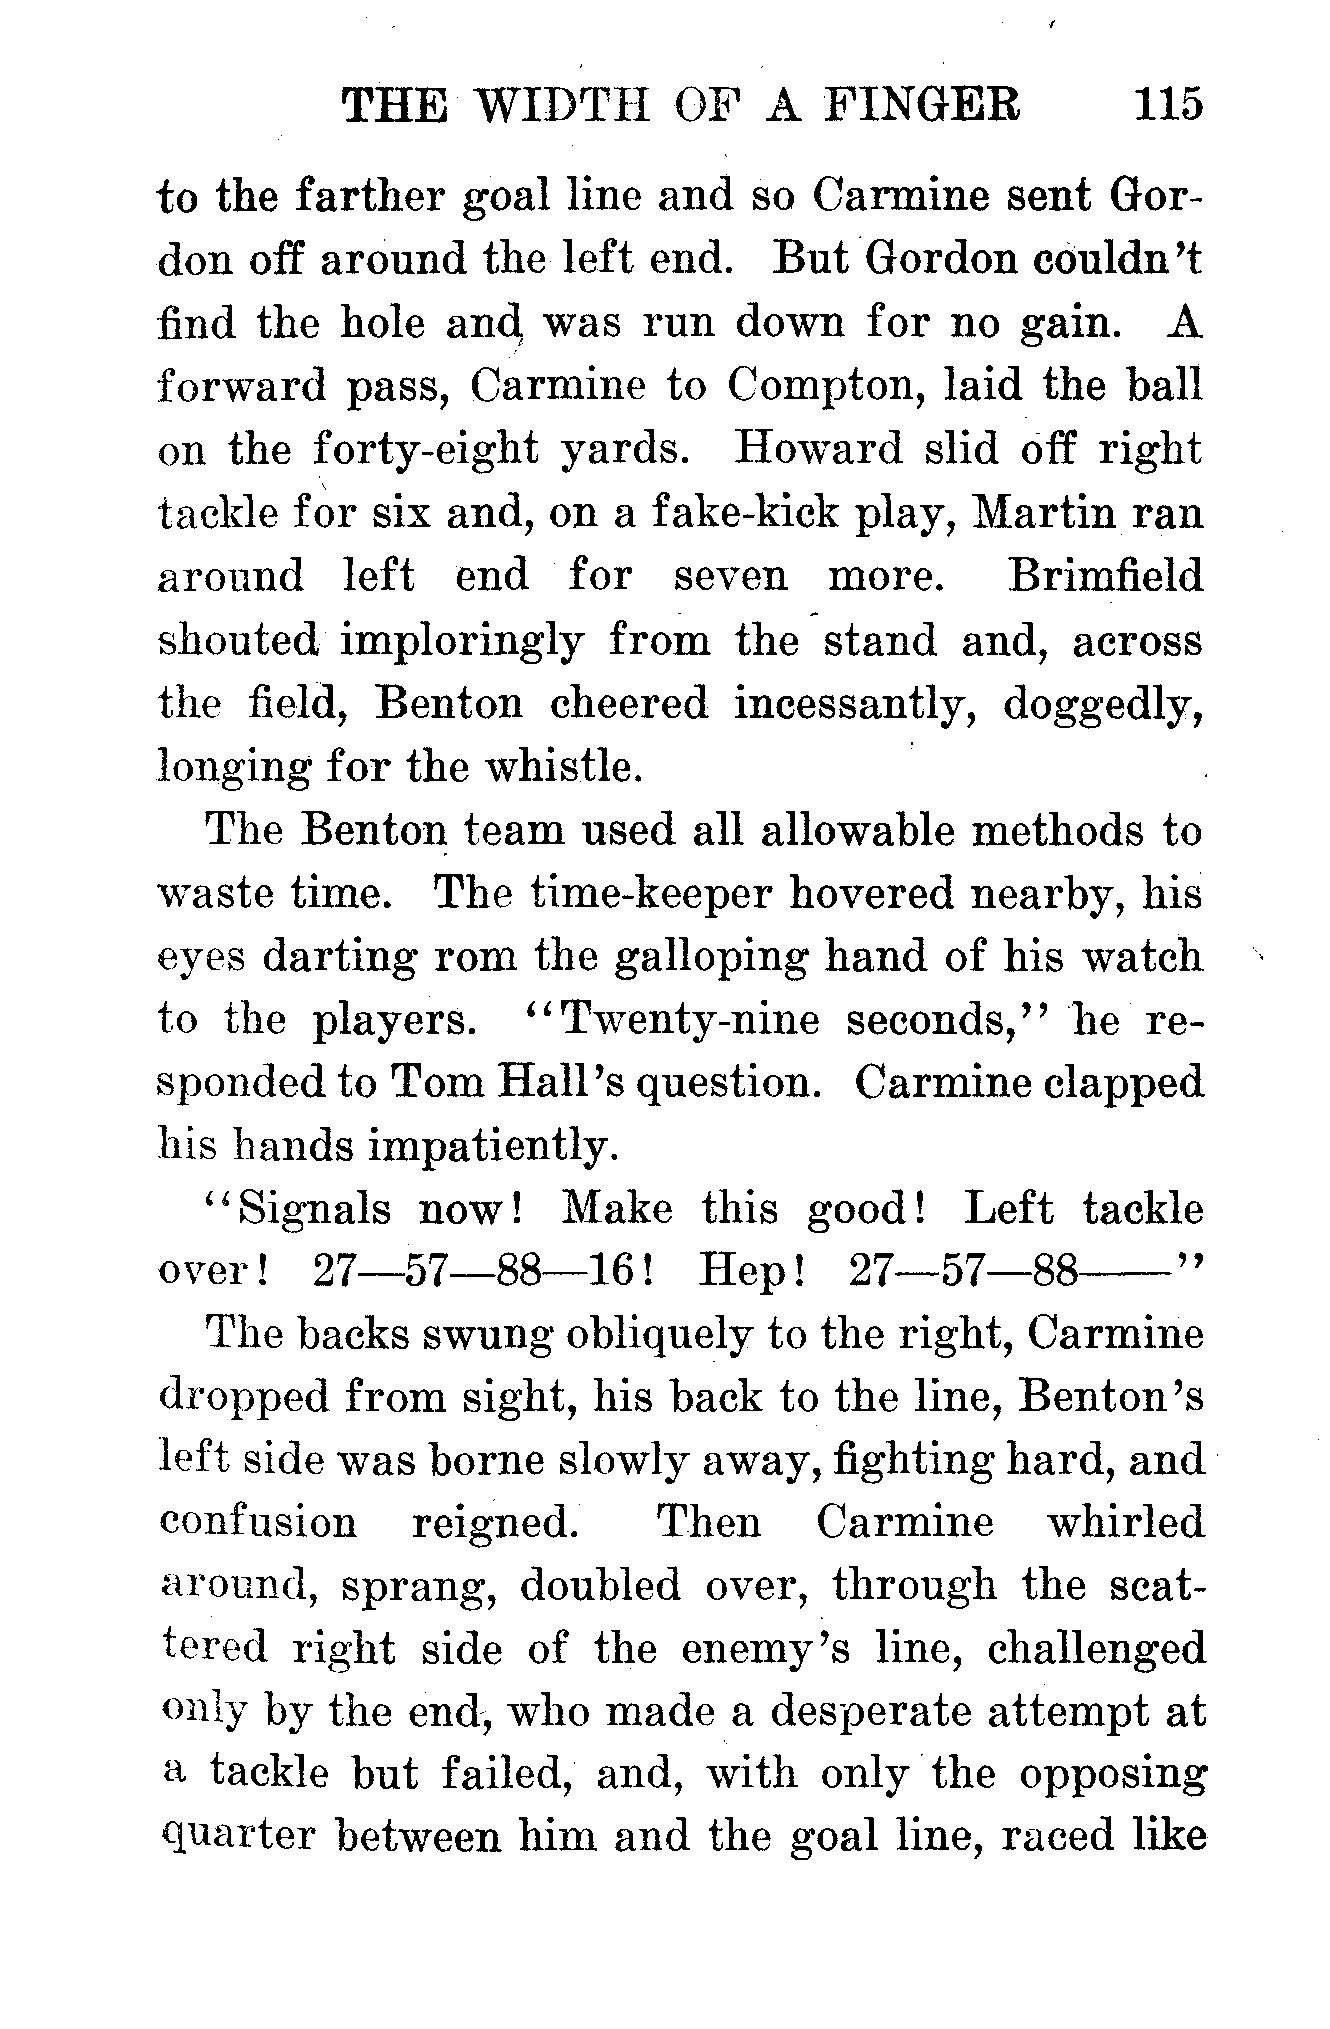 THE WIDTH OF A FINGER 115
to the farther goal line and so Carmine sent Gor-
don off around the left end. But Gordon couldn't
find the hole and was run down for no gain. A
forward pass, Carmine to Compton, laid the ball
on the forty-eight yards. Howard slid off right
tackle for six and, on a fake-kick play, Martin ran
around left end for seven more. Brimfield
shouted imploringly from the stand and, across
the field, Benton cheered incessantly, doggedly,
longing for the whistle.
The Benton team used all allowable methods to
waste time. The time-keeper hovered nearby, his
eyes darting rom the galloping hand of his watch
to the players. "Twenty-nine seconds," he re-
sponded to Tom Hall's question. Carmine clapped
his hands impatiently.
"Signals now! Make this good! Left tackle
over! 27—57—88—16! Hep! 27—57—88——"
The backs swung obliquely to the right, Carmine
dropped from sight, his back to the line, Benton's
left side was borne slowly away, fighting hard, and
confusion reigned. Then Carmine whirled
around, sprang, doubled over, through the scat-
tered right side of the enemy's line, challenged
only by the end, who made a desperate attempt at
a tackle but failed, and, with only the opposing
quarter between him and the goal line, raced like